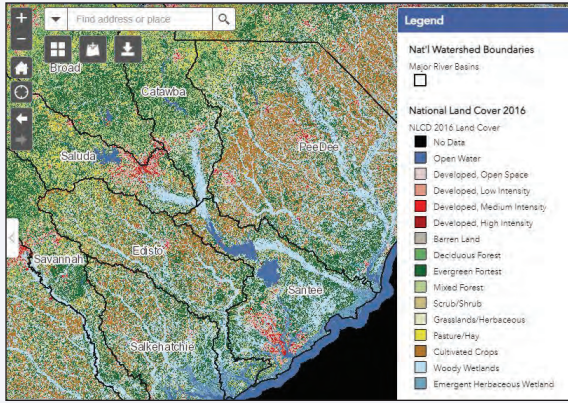 Find address or place
Broad
Catawba
Saluda
PeeDee
Savannah
Edisto
Santee
Salkehatchie
Legend
Nat'l Watershed Boundaries
Major River Basins
National Land Cover 2016
NLCD 2016 Land Cover
No Data
Open Water
Developed, Open Space
Developed, Low Intensity
Developed, Medium Intensity
Developed, High Intensity
Barren Land
Deciduous Forest
Evergreen Fortest
Mixed Forest
Scrub/Shrub
Grasslands/Herbaceous
Pasture/Hay
Cultivated Crops
Woody Wetlands
Emergent Herbaceous Wetland